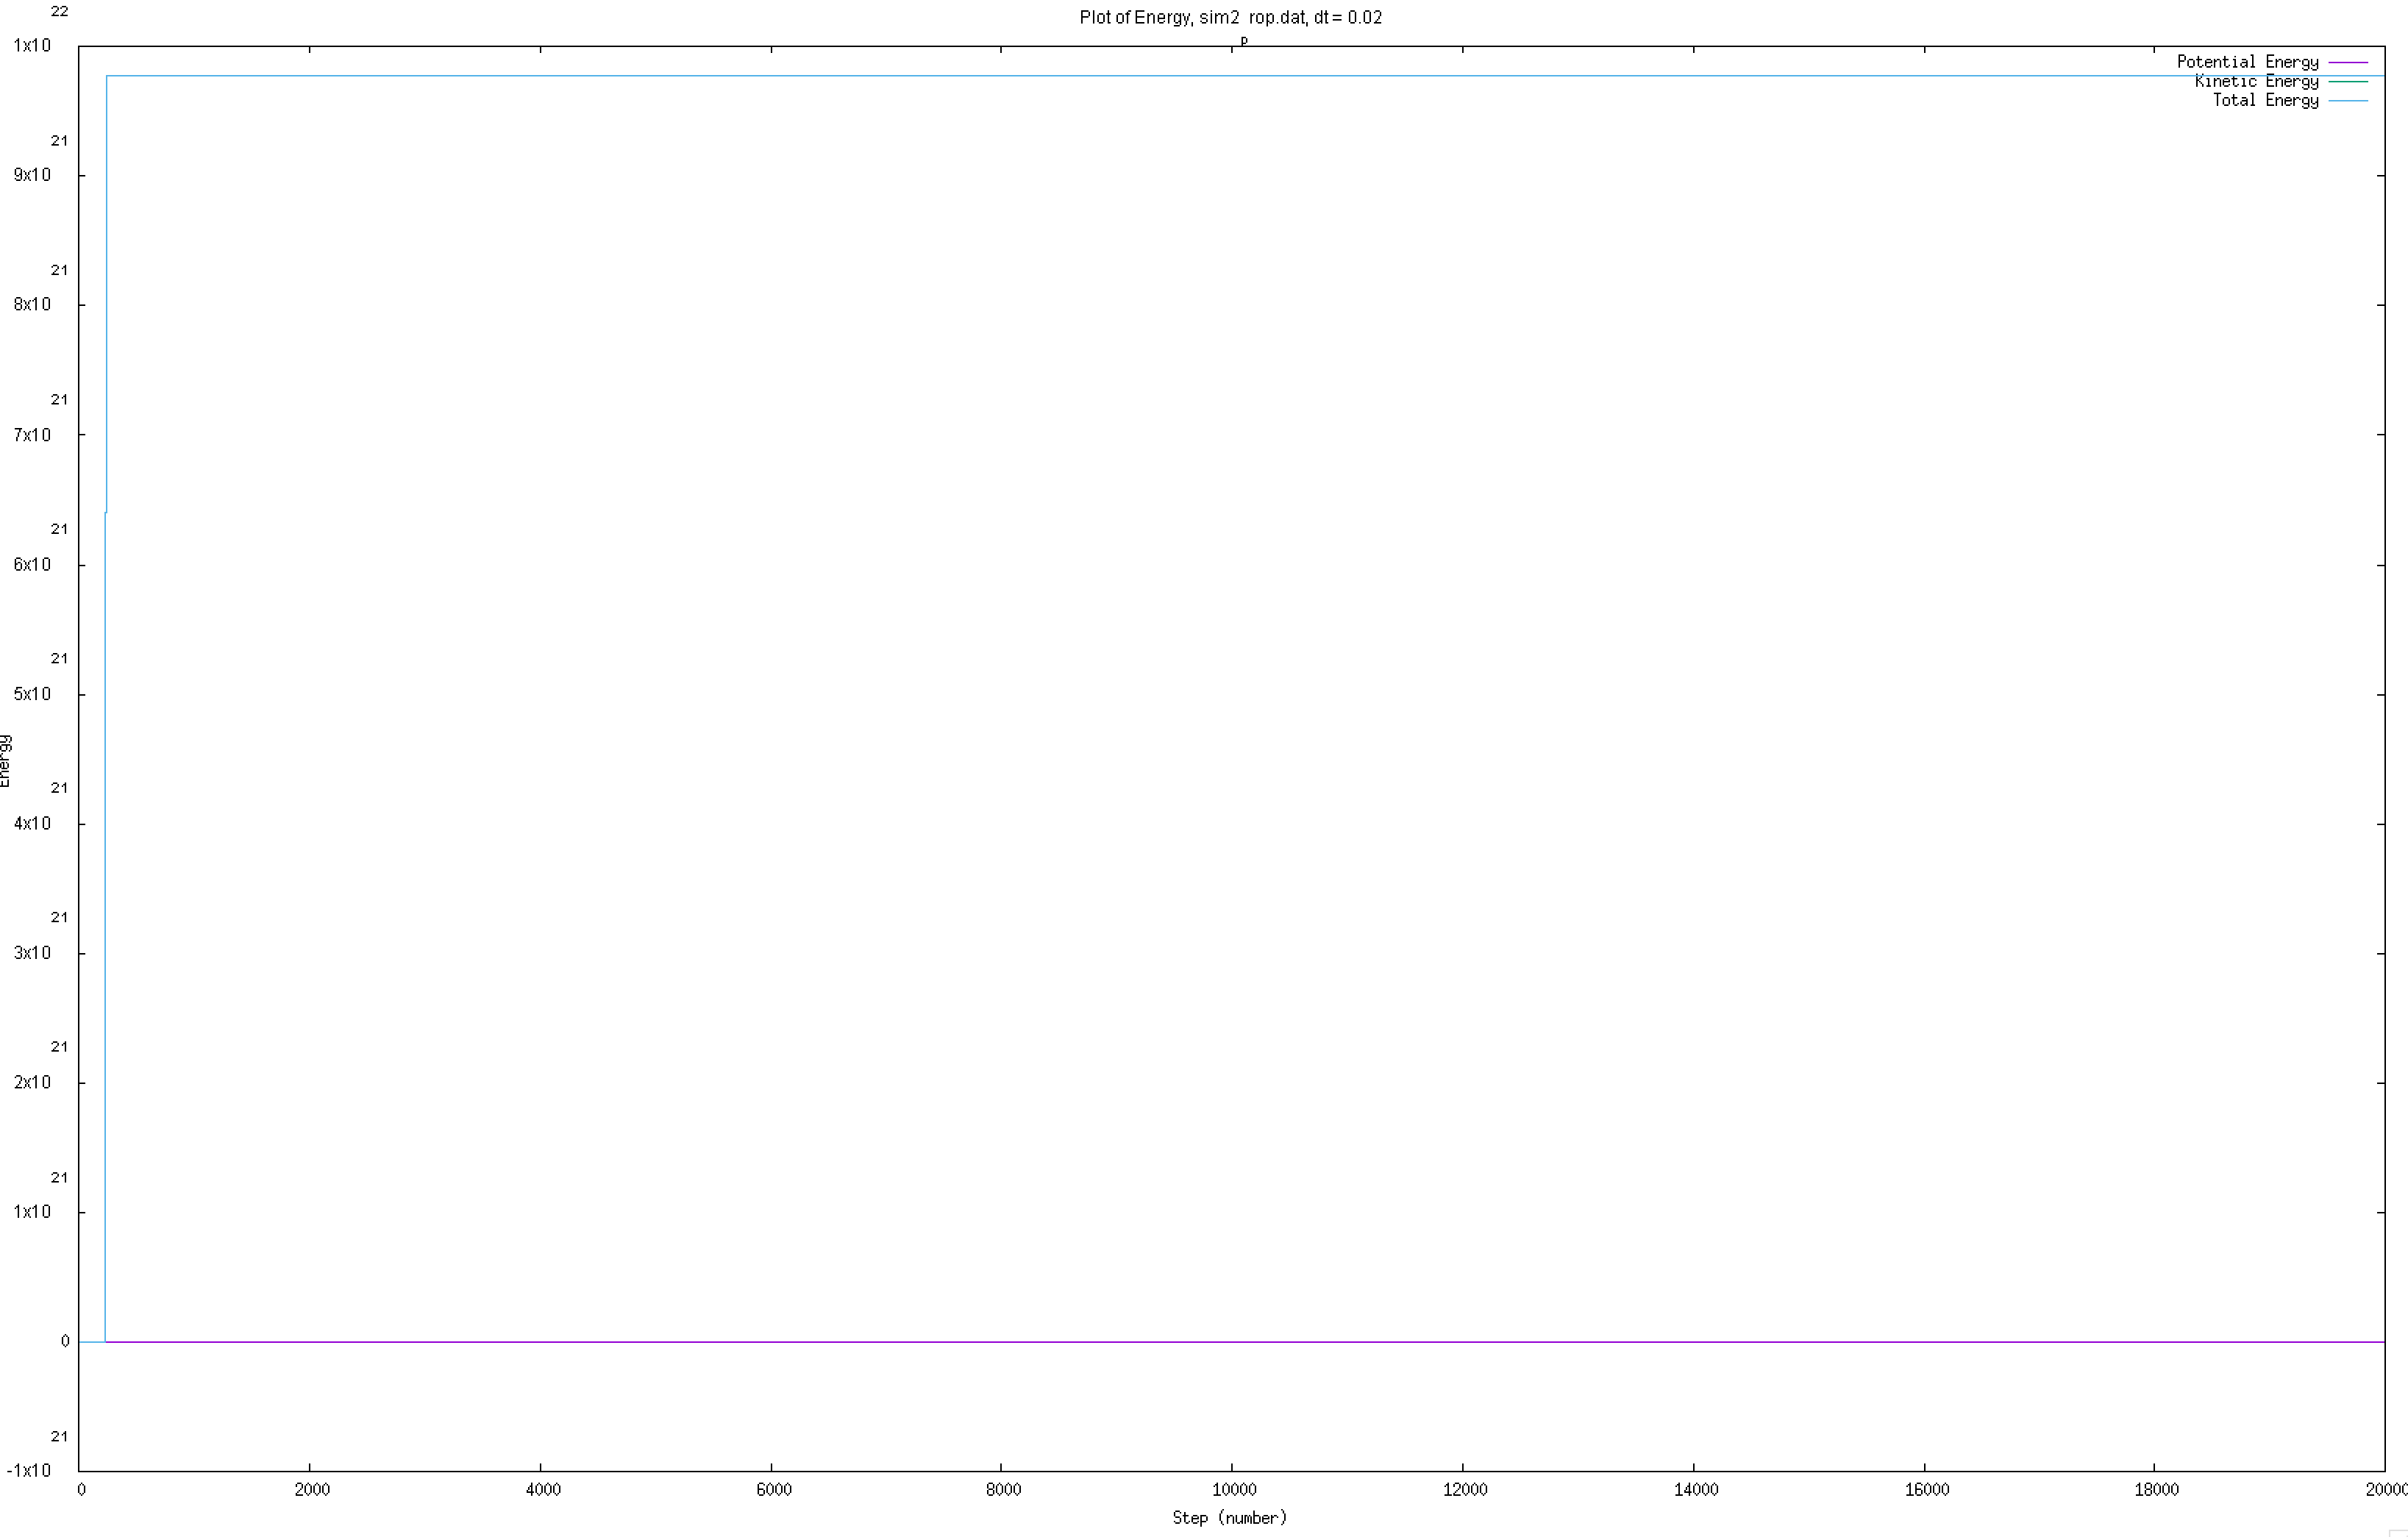 Plot of Energy, sim2 rop.dat, dt = 0.02
p
Potential Energy
Kinetic Energy
Total Energy
22
1x10
21
9x10
21
8x10
21
7x10
21
6x10
21
5x10
21
4x10
21
3x10
21
2x10
21
1x10
0
21
-1x10
Energy
0 2000 4000 6000 8000 10000 12000 14000 16000 18000 20000
Step (number)